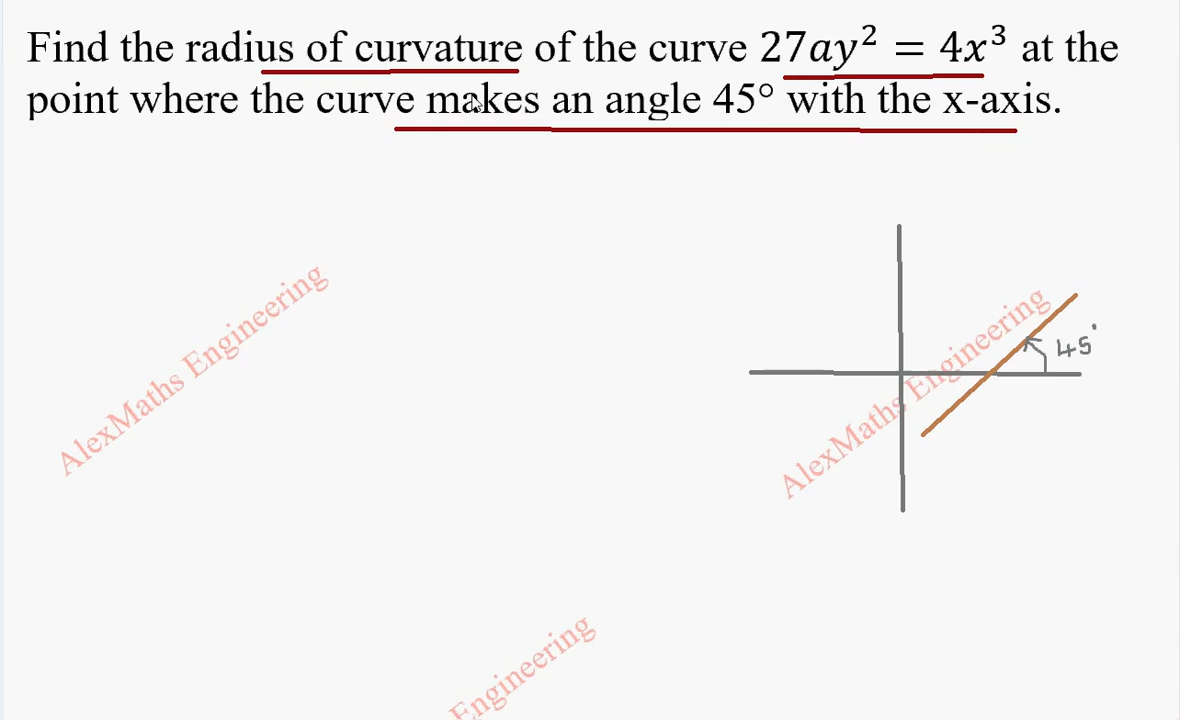 Find the radius of curvature of the curve 27𝑎𝑦² = 4𝑥³ at the
point where the curve makes an angle 45° with the x-axis.
AlexMaths Engineering
AlexMaths Engineering
45°
Engineering